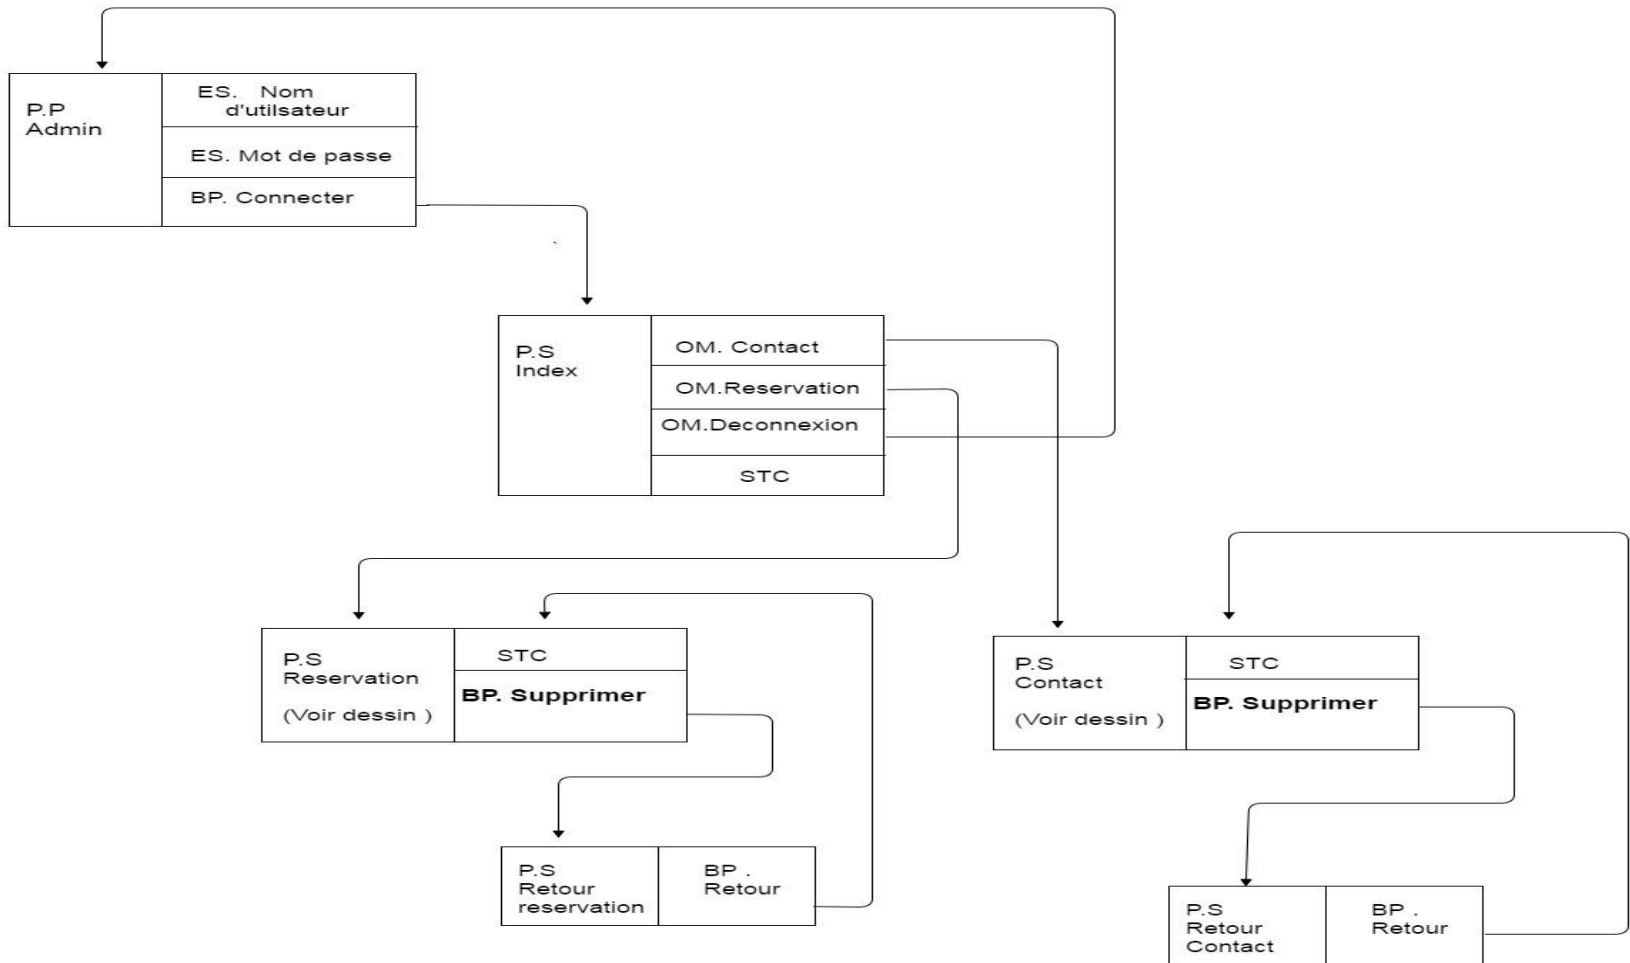 P.P
Admin
ES. Nom
d'utilsateur
ES. Mot de passe
BP. Connecter
P.S
Index
OM. Contact
OM.Reservation
OM.Deconnexion
STC
P.S
Reservation
(Voir dessin )
STC
BP. Supprimer
P.S
Contact
(Voir dessin )
STC
BP. Supprimer
P.S
Retour
reservation
BP .
Retour
P.S
Retour
Contact
BP .
Retour